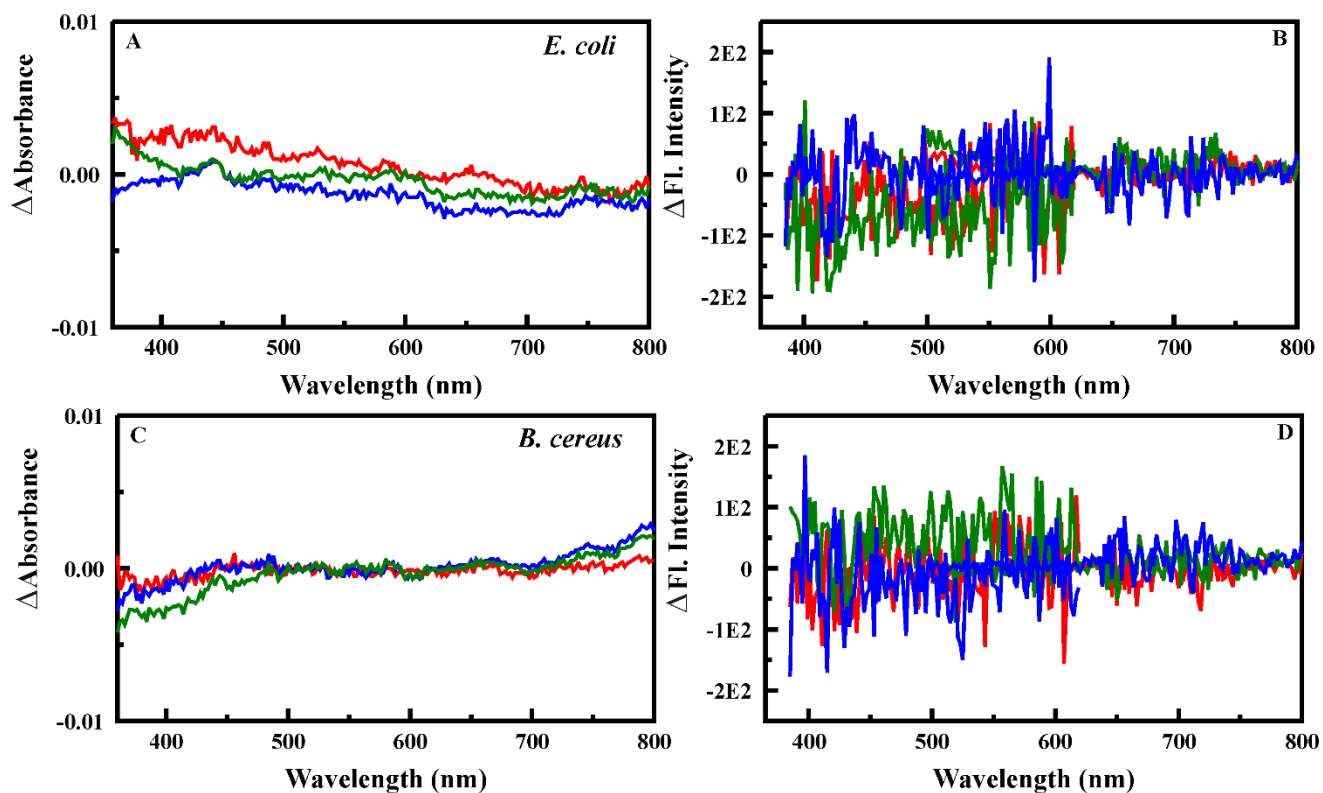 A
E. coli
ΔAbsorbance
0.01
0.00
-0.01
400 500 600 700 800
Wavelength (nm)
B
ΔFl. Intensity
2E2
1E2
0
-1E2
-2E2
400 500 600 700 800
Wavelength (nm)
C
B. cereus
ΔAbsorbance
0.01
0.00
-0.01
400 500 600 700 800
Wavelength (nm)
D
ΔFl. Intensity
2E2
1E2
0
-1E2
-2E2
400 500 600 700 800
Wavelength (nm)